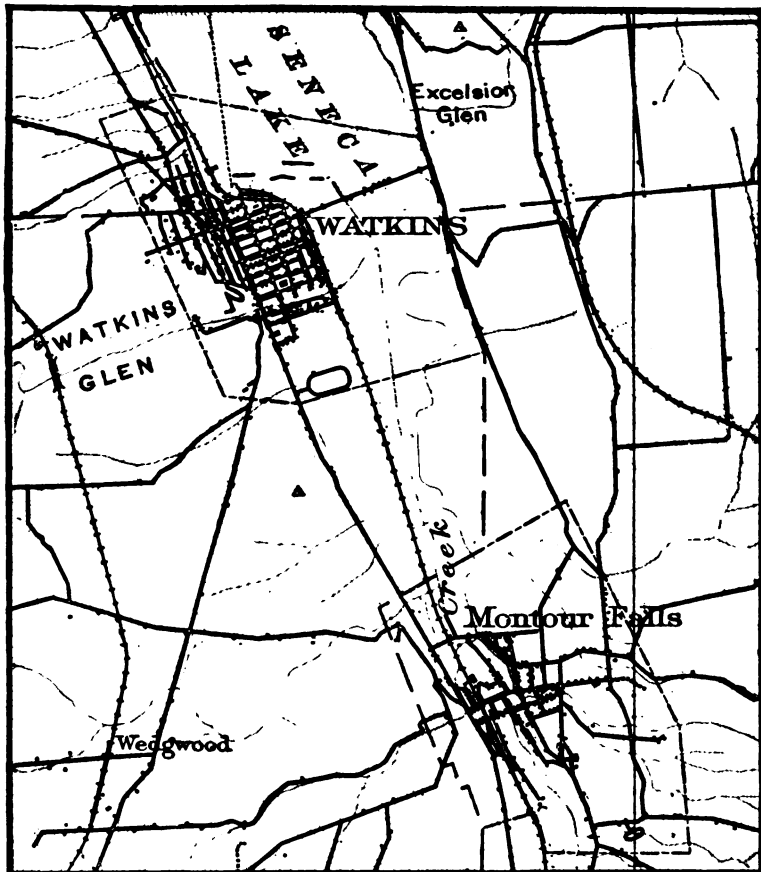 SENECA
LAKE
Excelsior
Glen
WATKINS
WATKINS
GLEN
Creek
Montour Falls
Wedgwood